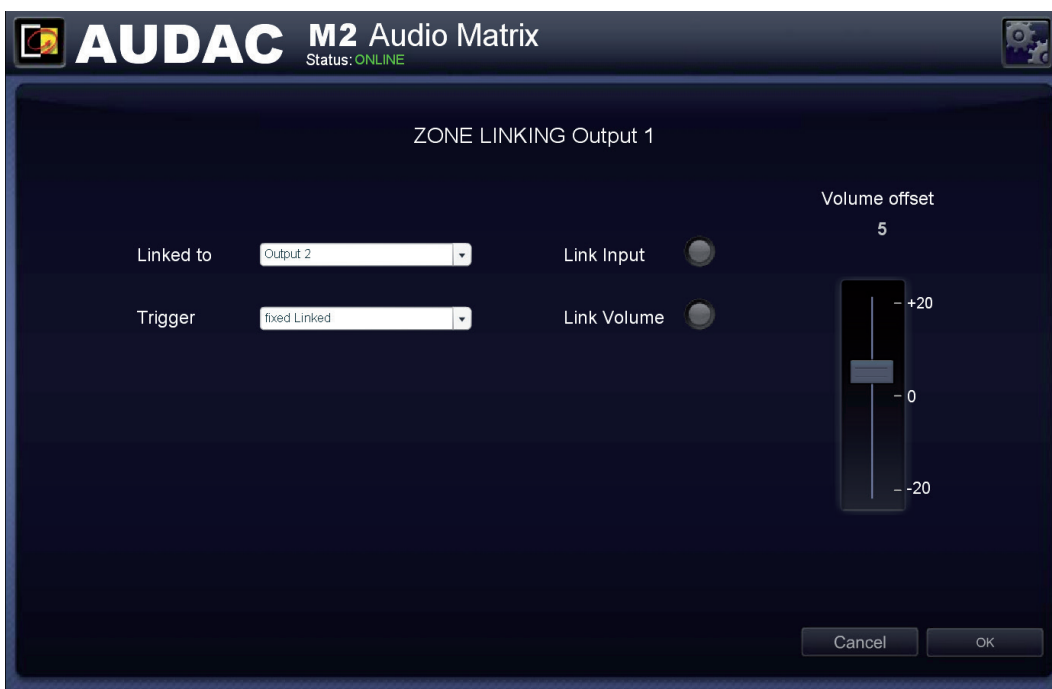 AUDAC M2 Audio Matrix
Status: ONLINE
ZONE LINKING Output 1
Volume offset
5
Linked to Output 2 Link Input
Trigger fixed Linked Link Volume
+20
0
-20
Cancel OK